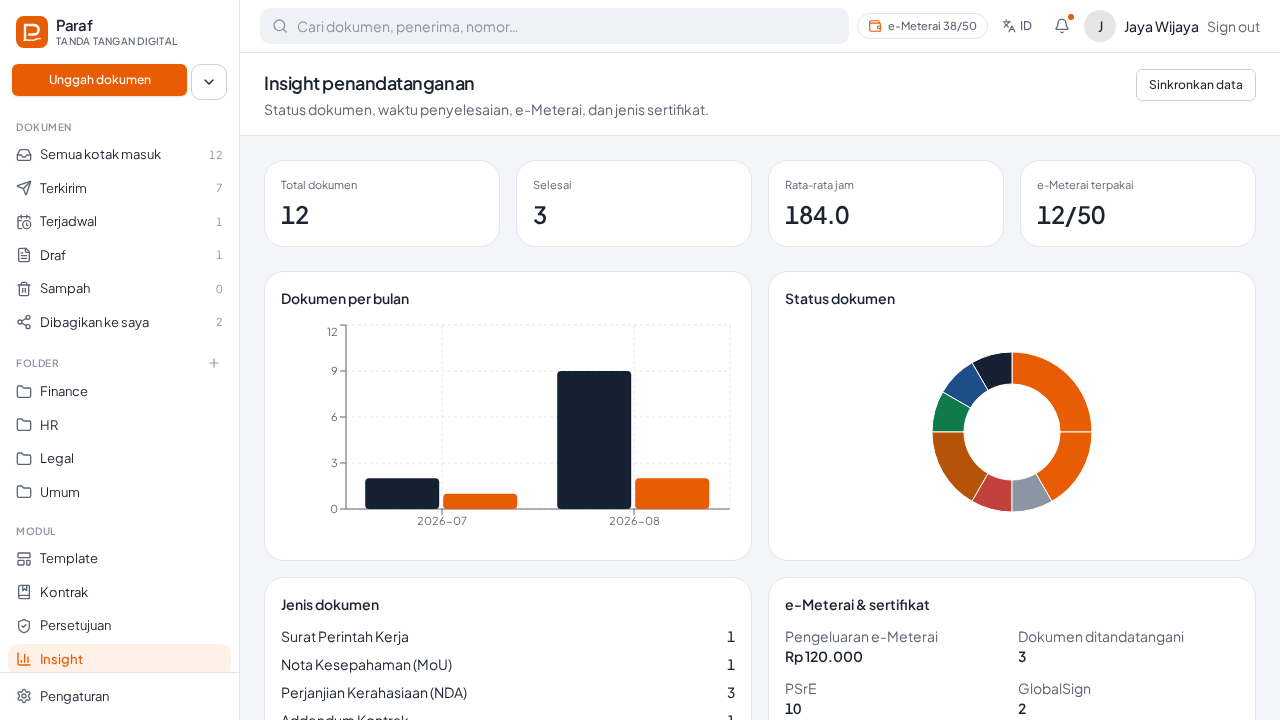 Paraf
TANDA TANGAN DIGITAL
Unggah dokumen
DOKUMEN
Semua kotak masuk 12
Terkirim 7
Terjadwal 1
Draf 1
Sampah 0
Dibagikan ke saya 2
FOLDER
Finance
HR
Legal
Umum
MODUL
Template
Kontrak
Persetujuan
Insight
Pengaturan
Cari dokumen, penerima, nomor...
e-Meterai 38/50
ID
J
Jaya Wijaya
Sign out
Insight penandatanganan
Status dokumen, waktu penyelesaian, e-Meterai, dan jenis sertifikat.
Sinkronkan data
Total dokumen
12
Selesai
3
Rata-rata jam
184.0
e-Meterai terpakai
12/50
Dokumen per bulan
12
9
6
3
0
2026-07
2026-08
Status dokumen
Jenis dokumen
Surat Perintah Kerja 1
Nota Kesepahaman (MoU) 1
Perjanjian Kerahasiaan (NDA) 3
Addendum Kontrak 1
e-Meterai & sertifikat
Pengeluaran e-Meterai
Rp 120.000
Dokumen ditandatangani
3
PSrE
10
GlobalSign
2